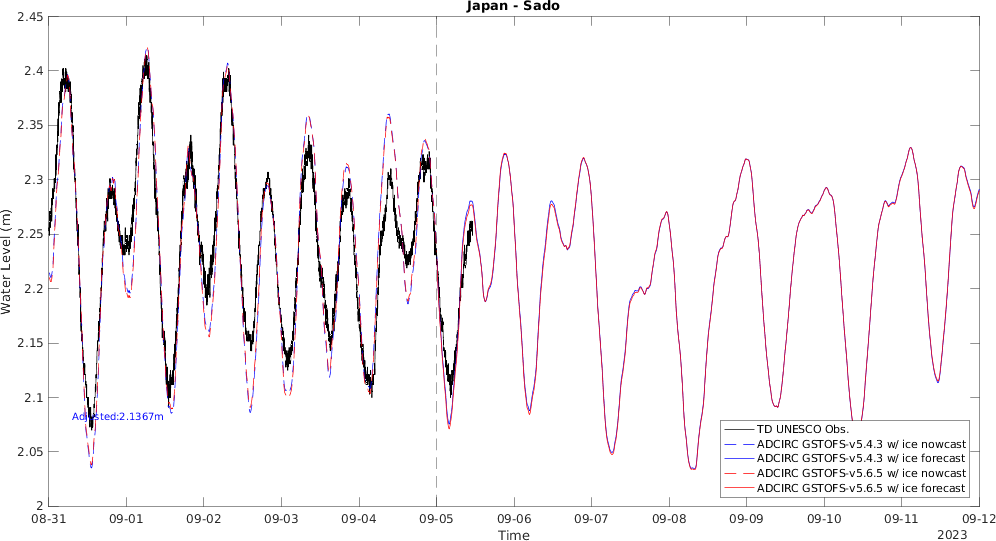 Japan - Sado
2.45
2.4
2.35
2.3
2.25
2.2
2.15
2.1
2.05
2
Water Level (m)
Adjusted:2.1367m
TD UNESCO Obs.
ADCIRC GSTOFS-v5.4.3 w/ ice nowcast
ADCIRC GSTOFS-v5.4.3 w/ ice forecast
ADCIRC GSTOFS-v5.6.5 w/ ice nowcast
ADCIRC GSTOFS-v5.6.5 w/ ice forecast
08-31 09-01 09-02 09-03 09-04 09-05 09-06 09-07 09-08 09-09 09-10 09-11 09-12
Time
2023